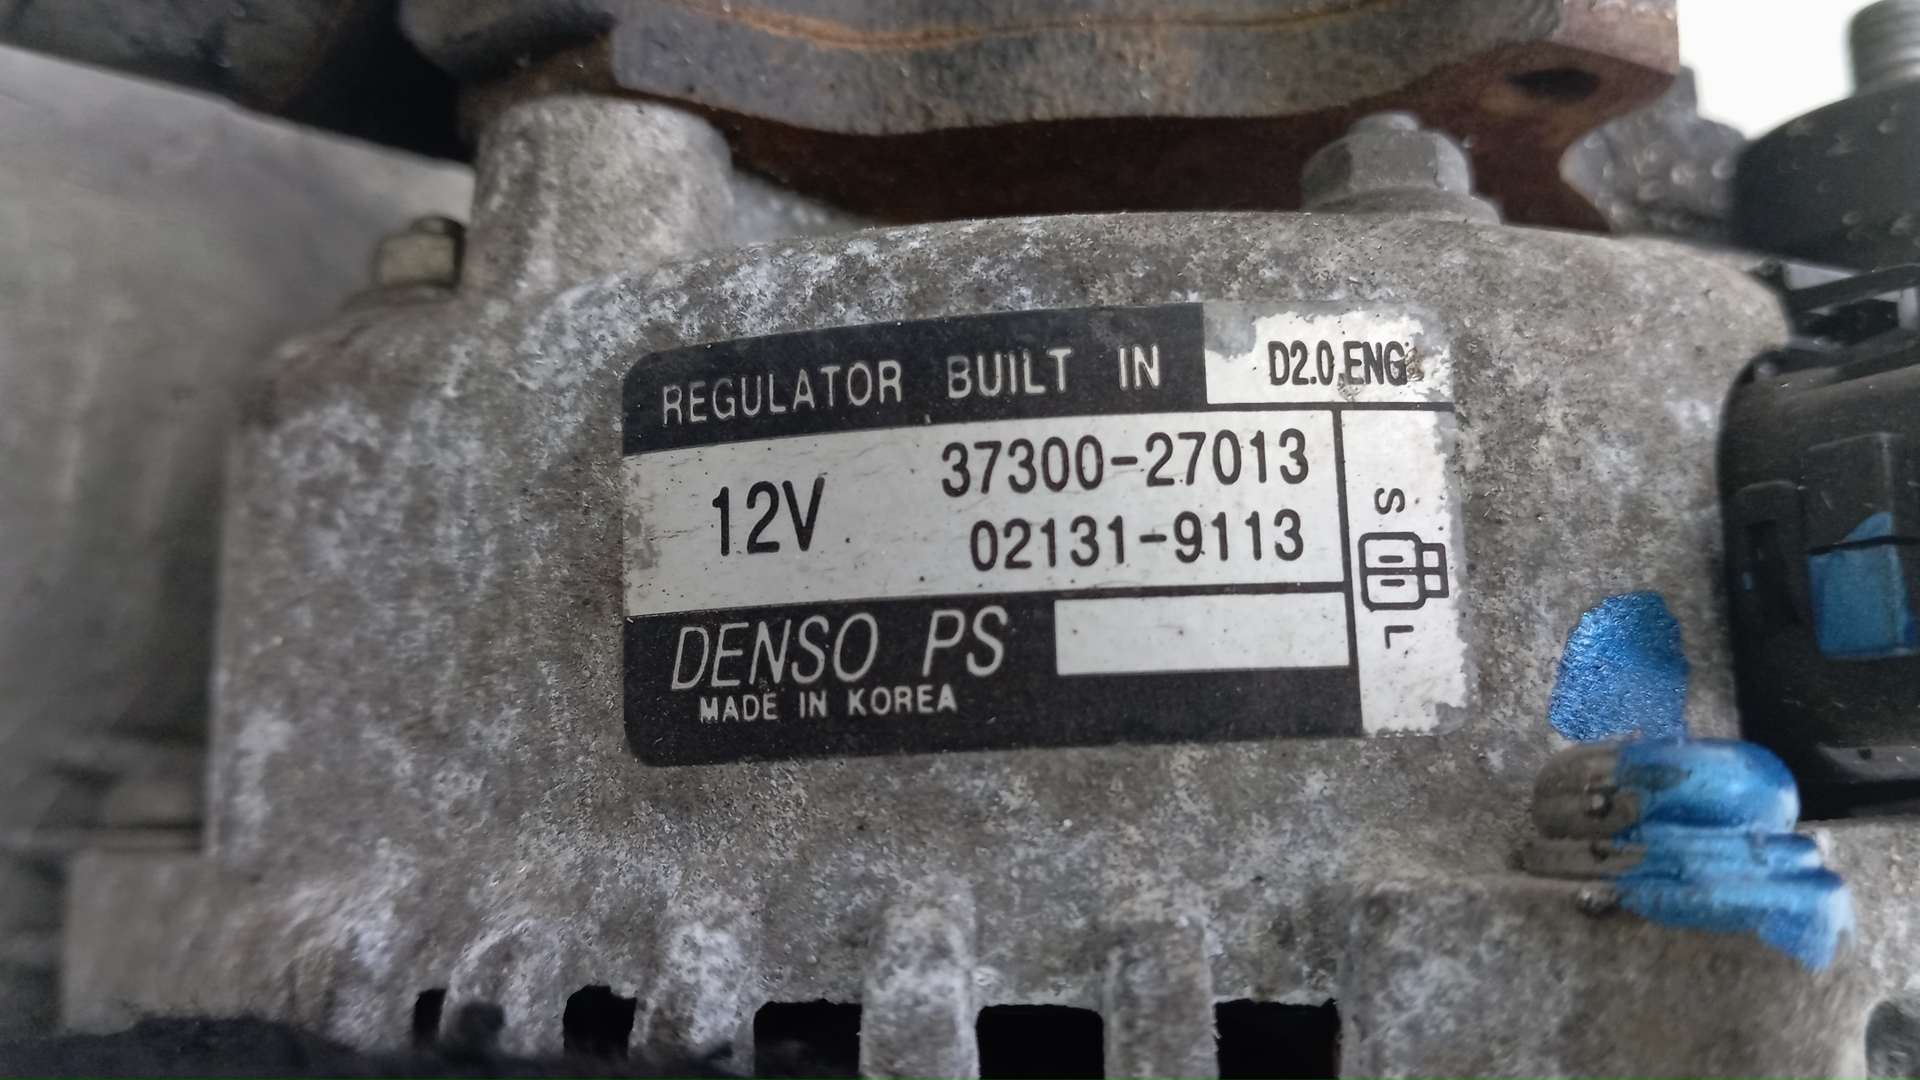 REGULATOR BUILT IN
D2.0 ENG
12V
37300-27013
02131-9113
S
L
DENSO PS
MADE IN KOREA